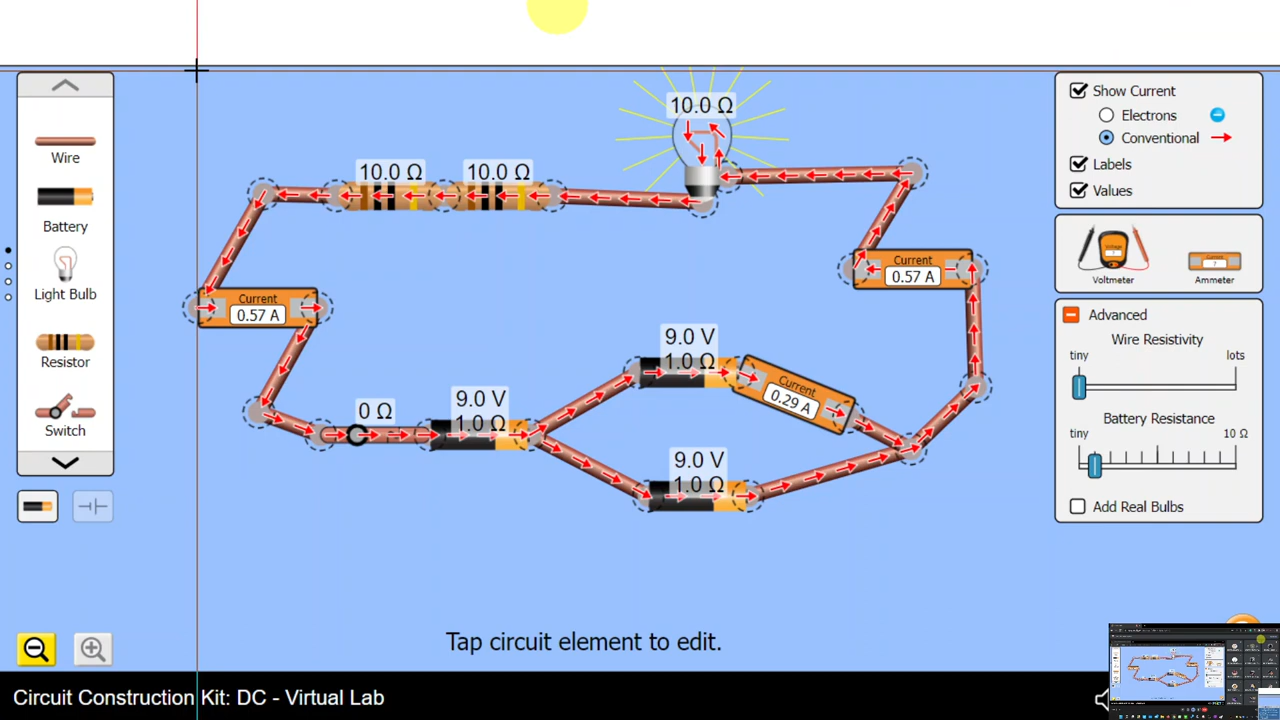 10.0 Ω
Show Current
Electrons
Conventional
Labels
Values
Wire
Battery
Light Bulb
Resistor
Switch
10.0 Ω
10.0 Ω
Current
0.57 A
Current
0.57 A
Voltage
?
Current
?
Voltmeter
Ammeter
Advanced
Wire Resistivity
tiny
lots
Battery Resistance
tiny
10 Ω
Add Real Bulbs
9.0 V
1.0 Ω
Current
0.29 A
0 Ω
9.0 V
1.0 Ω
9.0 V
1.0 Ω
Tap circuit element to edit.
Circuit Construction Kit: DC - Virtual Lab